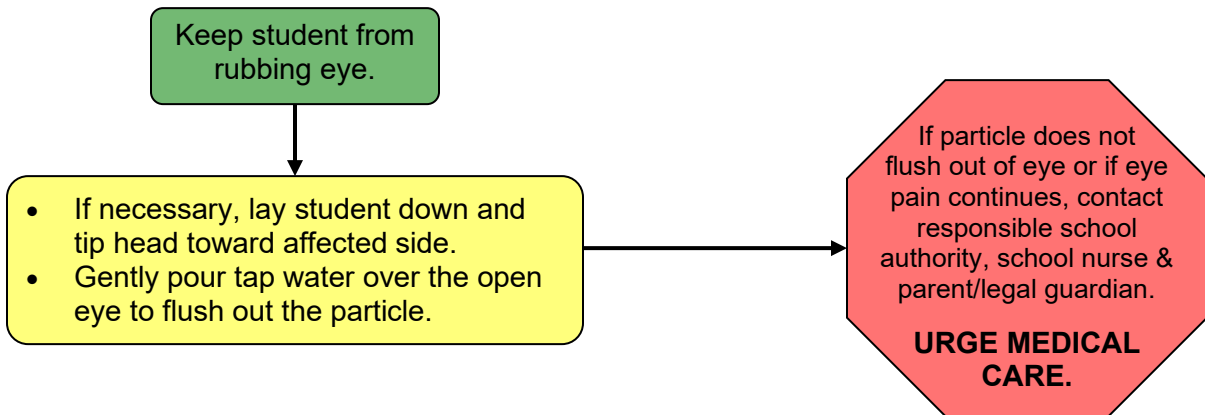 Keep student from
rubbing eye.
• If necessary, lay student down and
tip head toward affected side.
• Gently pour tap water over the open
eye to flush out the particle.
If particle does not
flush out of eye or if eye
pain continues, contact
responsible school
authority, school nurse &
parent/legal guardian.
URGE MEDICAL
CARE.